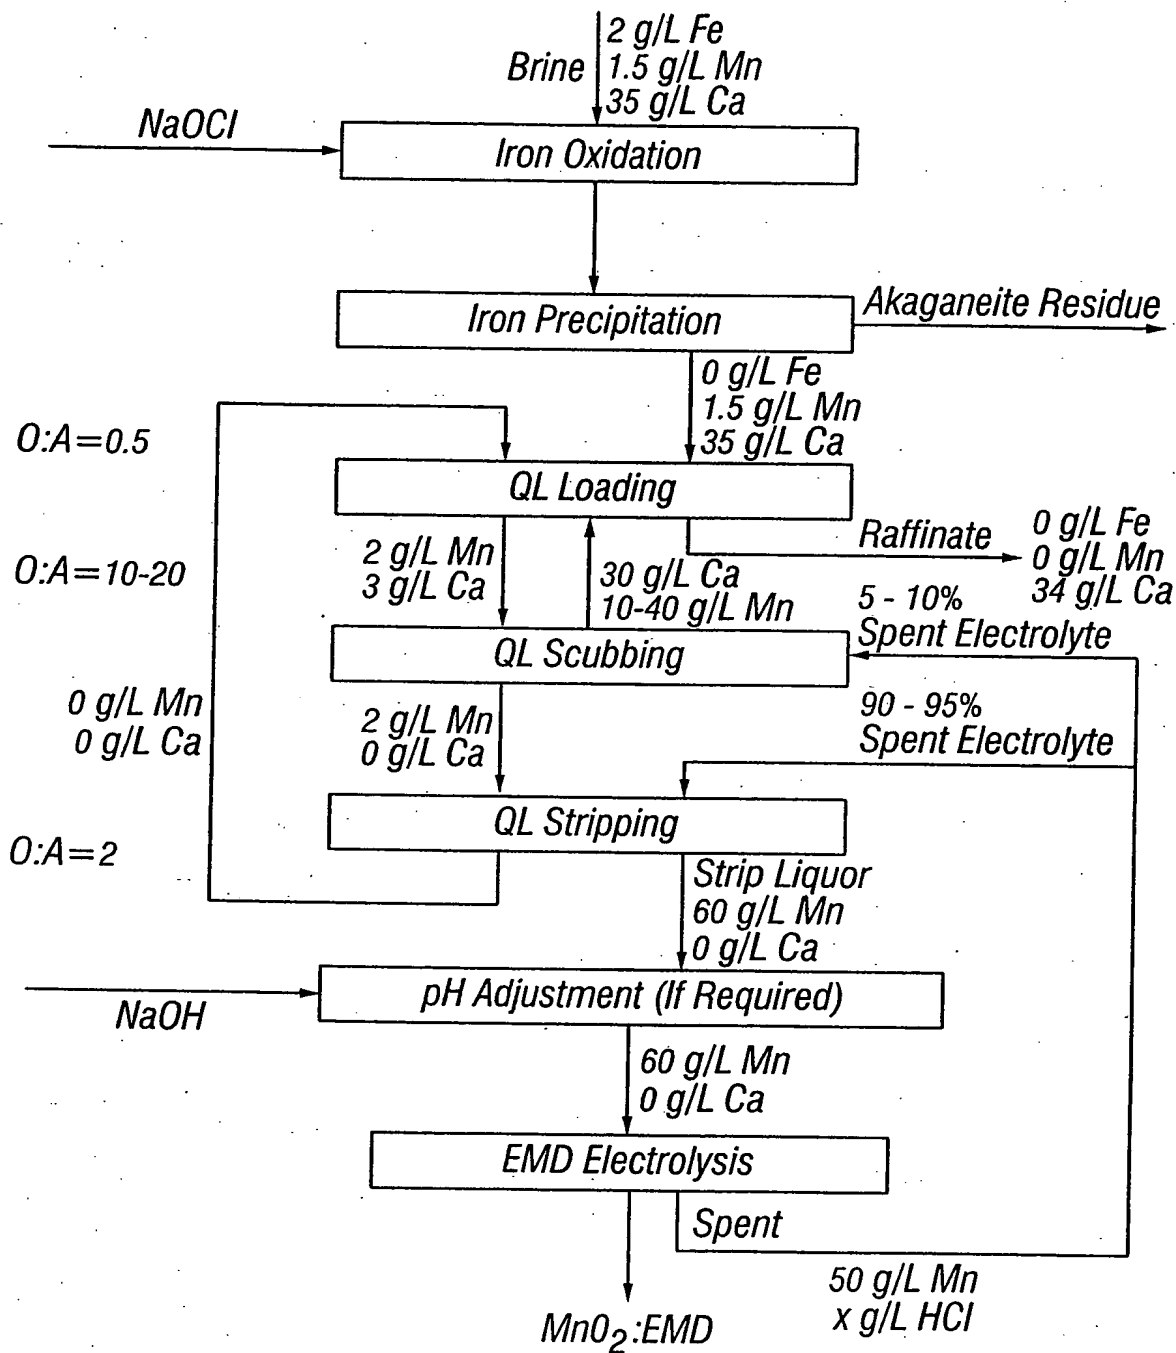 2 g/L Fe
Brine
1.5 g/L Mn
35 g/L Ca
NaOCl
Iron Oxidation
Iron Precipitation
Akaganeite Residue
0 g/L Fe
1.5 g/L Mn
35 g/L Ca
O:A=0.5
QL Loading
2 g/L Mn
3 g/L Ca
30 g/L Ca
10-40 g/L Mn
Raffinate
0 g/L Fe
0 g/L Mn
34 g/L Ca
O:A=10-20
5 - 10%
Spent Electrolyte
QL Scubbing
0 g/L Mn
0 g/L Ca
2 g/L Mn
0 g/L Ca
90 - 95%
Spent Electrolyte
QL Stripping
O:A=2
Strip Liquor
60 g/L Mn
0 g/L Ca
NaOH
pH Adjustment (If Required)
60 g/L Mn
0 g/L Ca
EMD Electrolysis
Spent
50 g/L Mn
x g/L HCl
MnO₂:EMD